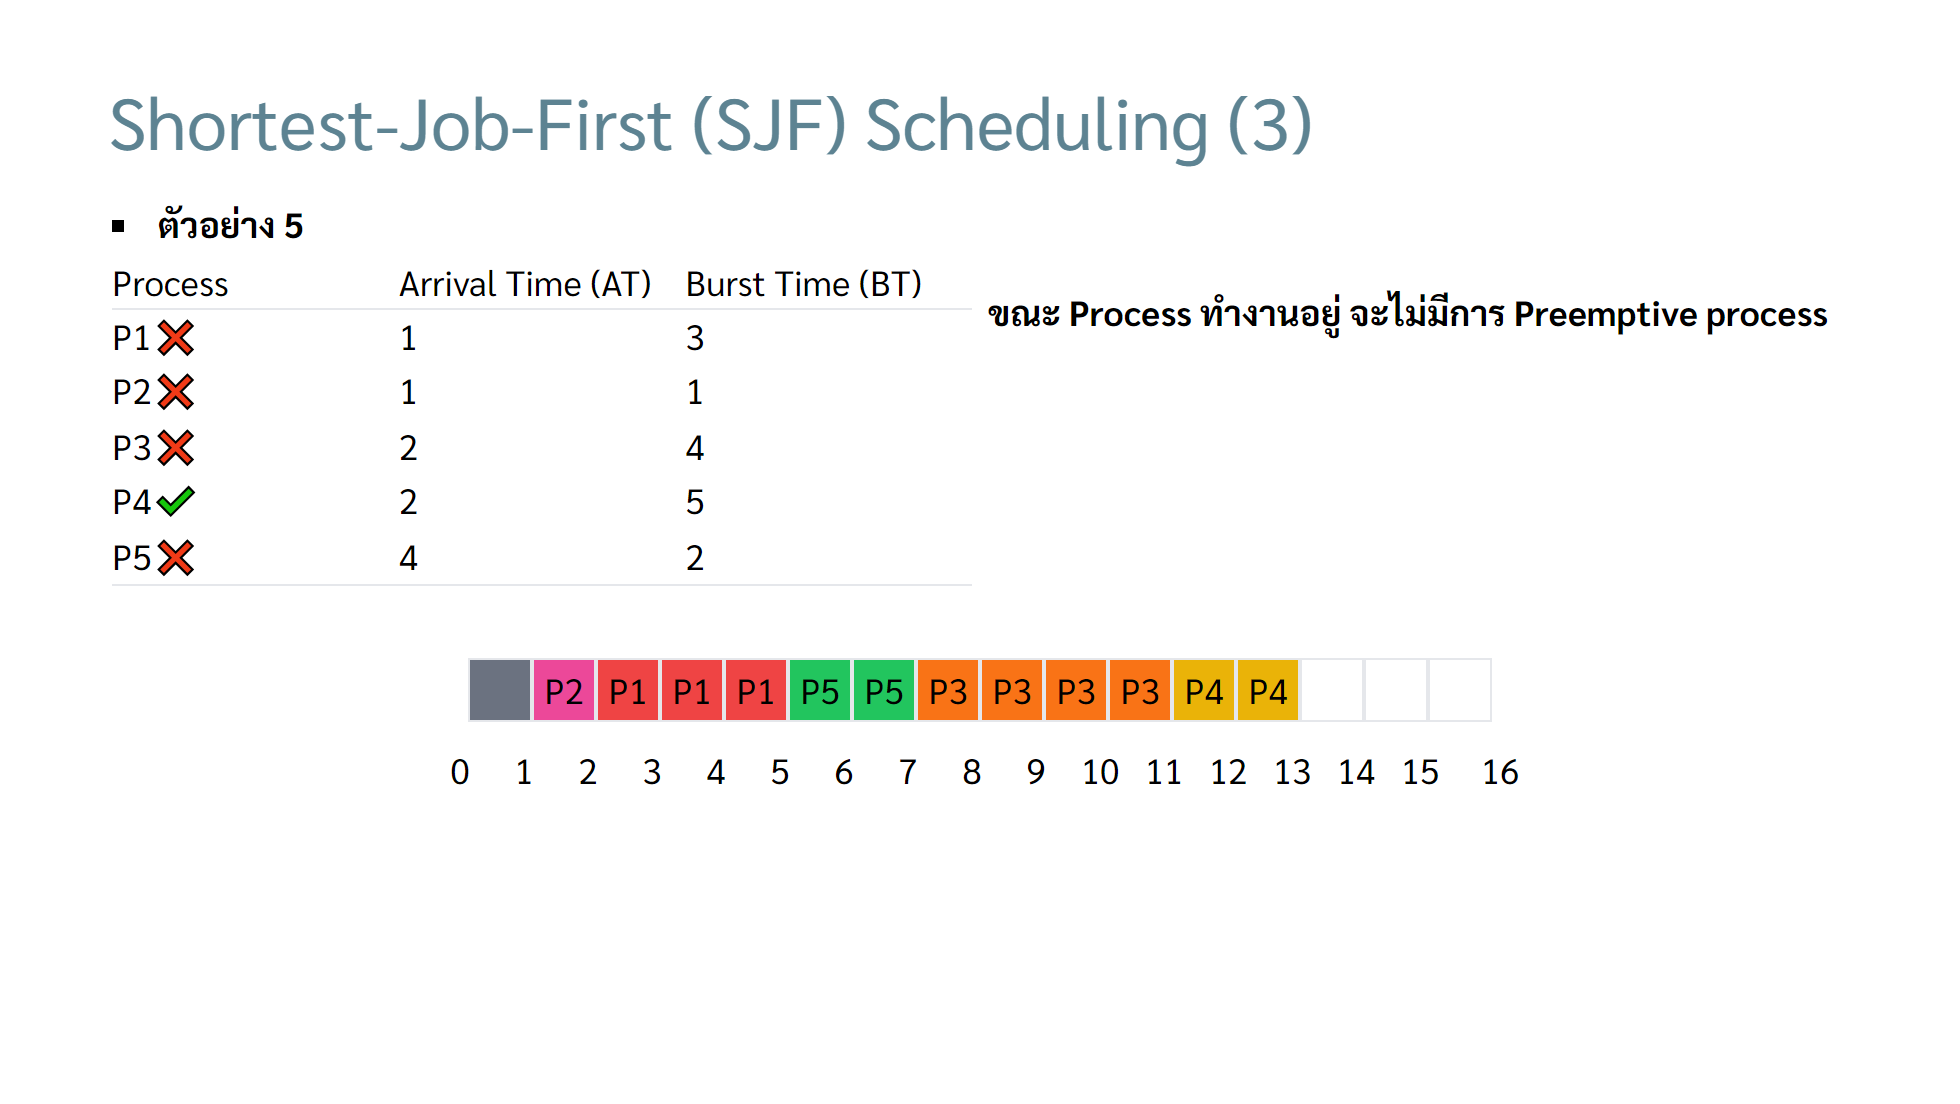 Shortest-Job-First (SJF) Scheduling (3)
▪ ตัวอย่าง 5
Process Arrival Time (AT) Burst Time (BT)
ขณะ Process ทำงานอยู่ จะไม่มีการ Preemptive process
P1 ❌ 1 3
P2 ❌ 1 1
P3 ❌ 2 4
P4 ✔ 2 5
P5 ❌ 4 2
P2 P1 P1 P1 P5 P5 P3 P3 P3 P3 P4 P4
0 1 2 3 4 5 6 7 8 9 10 11 12 13 14 15 16